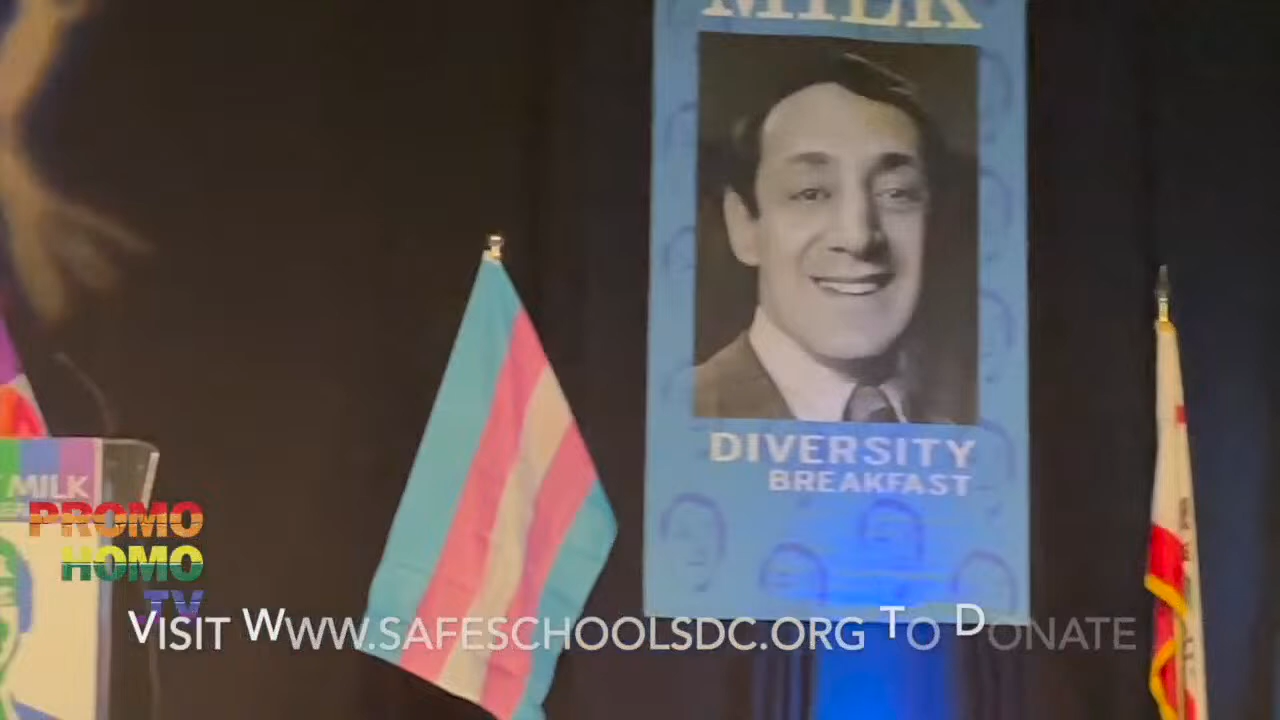 MILK
DIVERSITY
BREAKFAST
MILK
PROMO
HOMO
TV
VISIT WWW.SAFESCHOOLSDC.ORG TO DONATE